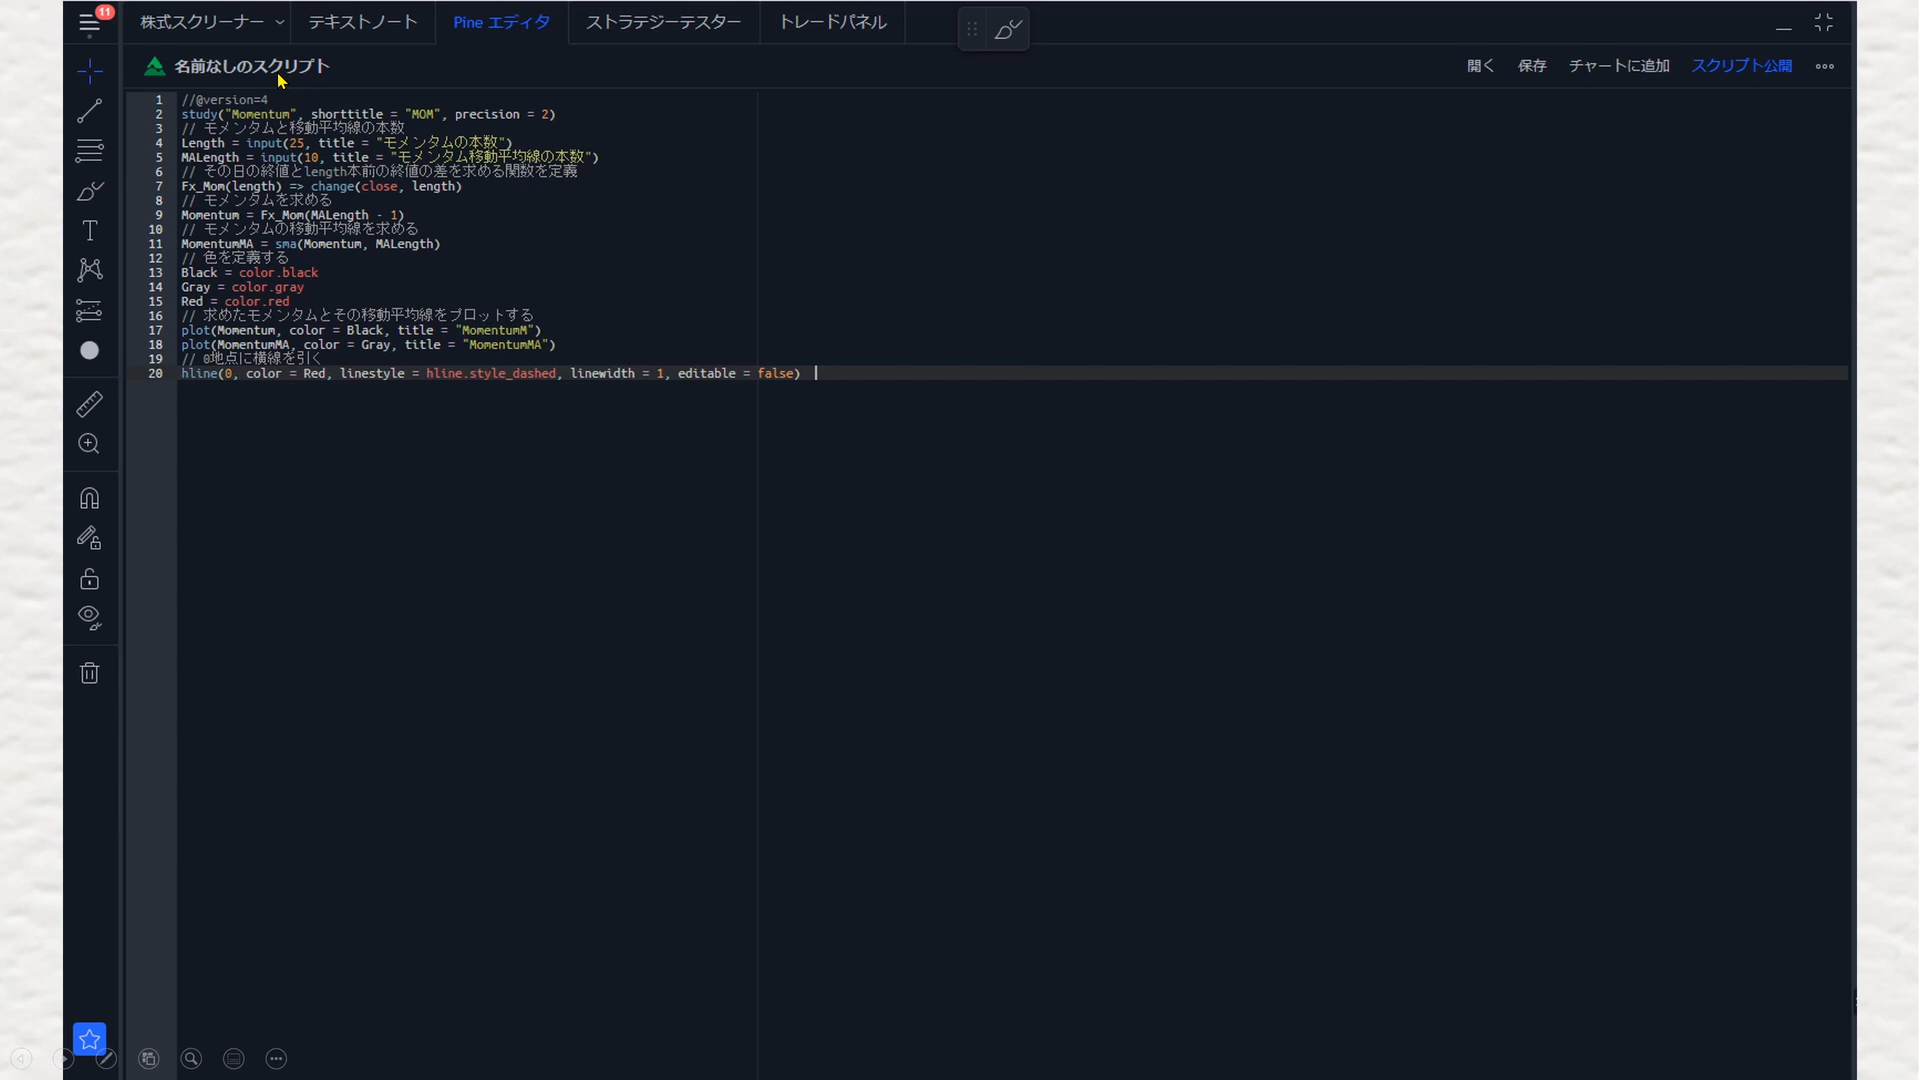 11
株式スクリーナー
テキストノート
Pine エディタ
ストラテジーテスター
トレードパネル
名前なしのスクリプト
開く
保存
チャートに追加
スクリプト公開
1 //@version=4
2 study("Momentum", shorttitle = "MOM", precision = 2)
3 // モメンタムと移動平均線の本数
4 Length = input(25, title = "モメンタムの本数")
5 MALength = input(10, title = "モメンタム移動平均線の本数")
6 // その日の終値とlength本前の終値の差を求める関数を定義
7 Fx_Mom(length) => change(close, length)
8 // モメンタムを求める
9 Momentum = Fx_Mom(MALength - 1)
10 // モメンタムの移動平均線を求める
11 MomentumMA = sma(Momentum, MALength)
12 // 色を定義する
13 Black = color.black
14 Gray = color.gray
15 Red = color.red
16 // 求めたモメンタムとその移動平均線をプロットする
17 plot(Momentum, color = Black, title = "MomentumM")
18 plot(MomentumMA, color = Gray, title = "MomentumMA")
19 // 0地点に横線を引く
20 hline(0, color = Red, linestyle = hline.style_dashed, linewidth = 1, editable = false)